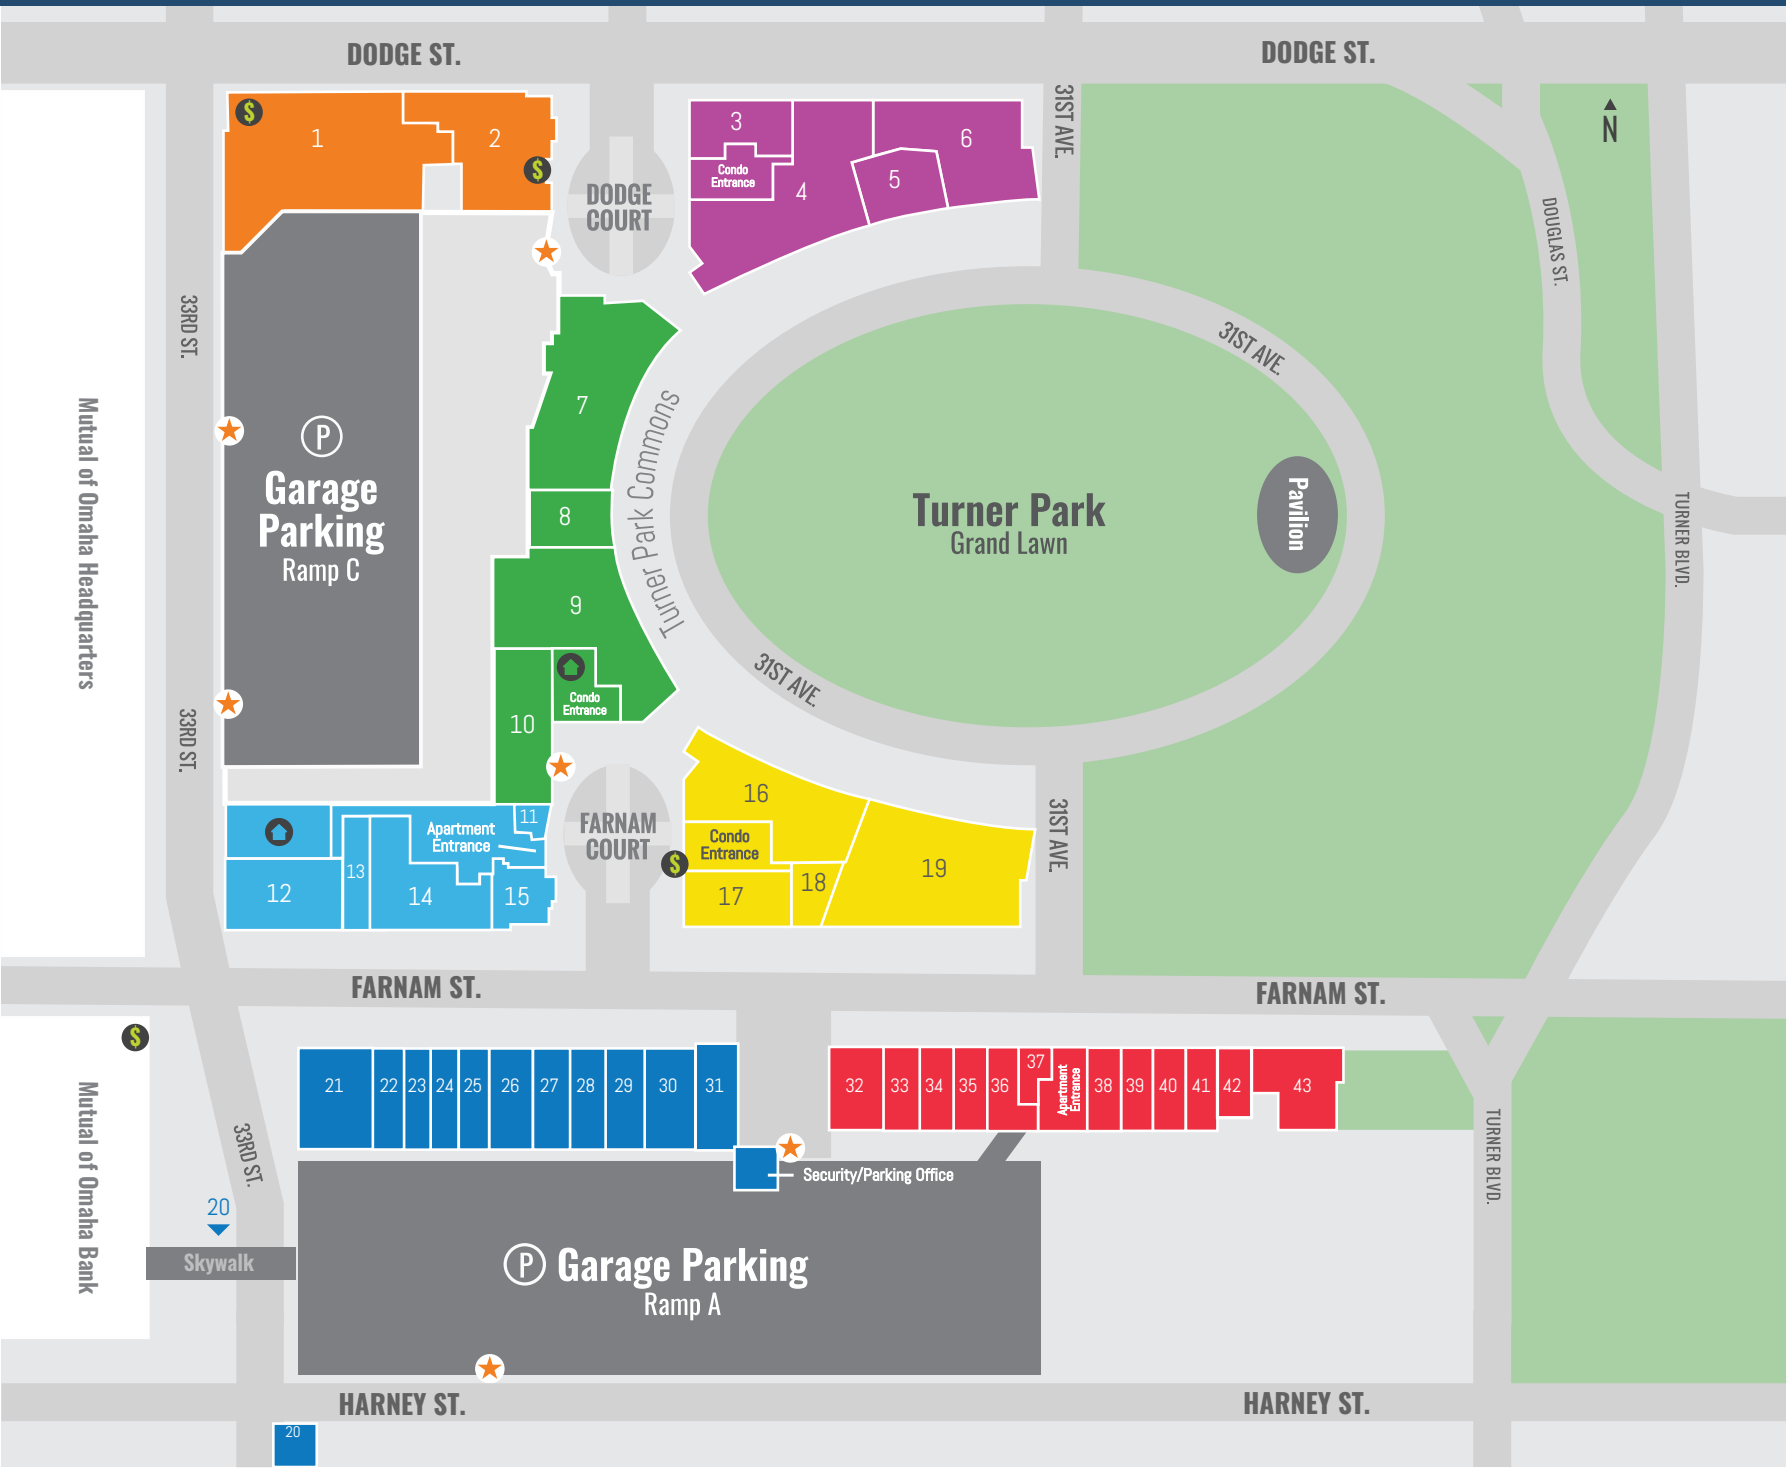 DODGE ST.
DODGE ST.
$
1
2
$
DODGE
COURT
3
Condo
Entrance
4
5
6
31ST AVE.
N
DOUGLAS ST.
33RD ST.
Mutual of Omaha Headquarters
P
Garage
Parking
Ramp C
7
8
9
Condo
Entrance
10
Turner Park Commons
31ST AVE.
Turner Park
Grand Lawn
Pavilion
31ST AVE.
TURNER BLVD.
33RD ST.
11
Apartment
Entrance
12
13
14
15
FARNAM
COURT
$
16
Condo
Entrance
17
18
19
31ST AVE.
FARNAM ST.
FARNAM ST.
$
Mutual of Omaha Bank
33RD ST.
21
22
23
24
25
26
27
28
29
30
31
32
33
34
35
36
37
Apartment
Entrance
38
39
40
41
42
43
TURNER BLVD.
Security/Parking Office
20
Skywalk
P
Garage Parking
Ramp A
HARNEY ST.
HARNEY ST.
20